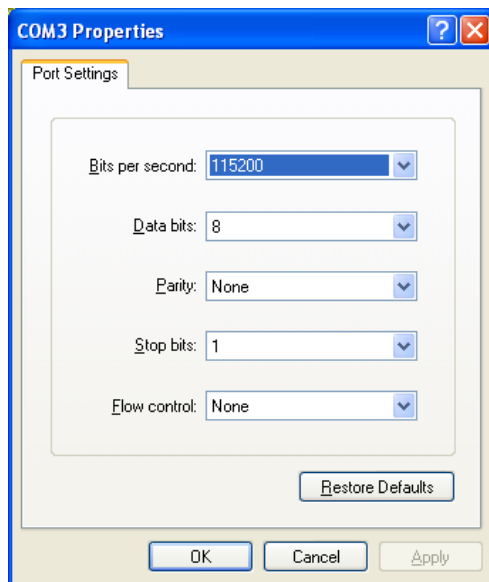 COM3 Properties
Port Settings
Bits per second: 115200
Data bits: 8
Parity: None
Stop bits: 1
Flow control: None
Restore Defaults
OK Cancel Apply